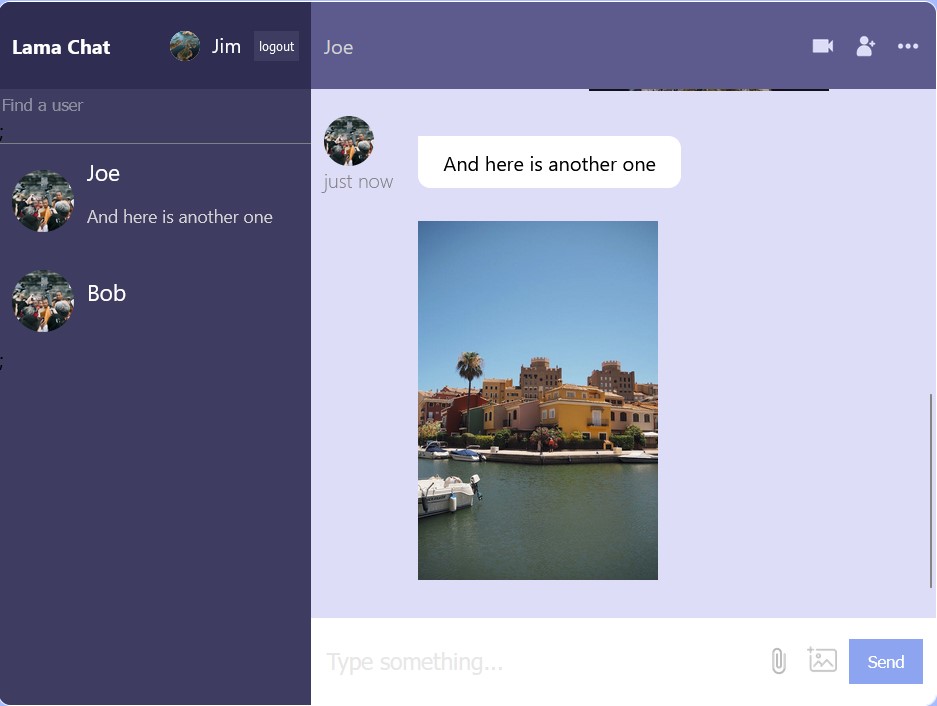 Lama Chat
Jim
logout
Joe
Find a user
;
Joe
And here is another one
Bob
;
just now
And here is another one
Type something...
Send